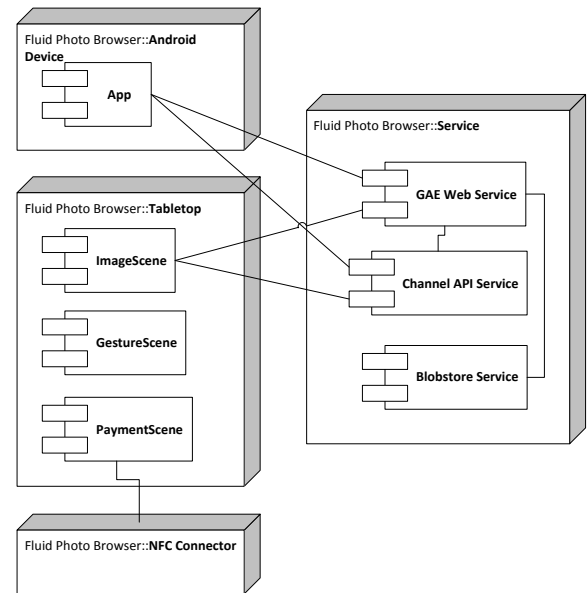 Fluid Photo Browser::Android
Device
App
Fluid Photo Browser::Service
GAE Web Service
Channel API Service
Blobstore Service
Fluid Photo Browser::Tabletop
ImageScene
GestureScene
PaymentScene
Fluid Photo Browser::NFC Connector